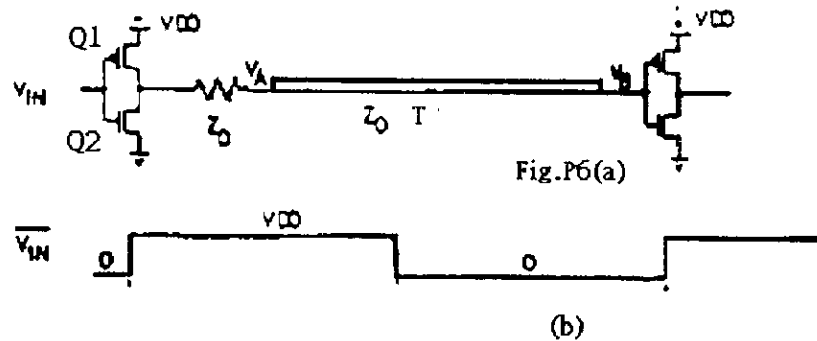 Q1
VDD
VDD
VIN
VA
VB
Z0
Z0 T
Q2
Fig.P6(a)
VIN
0
VDD
0
(b)